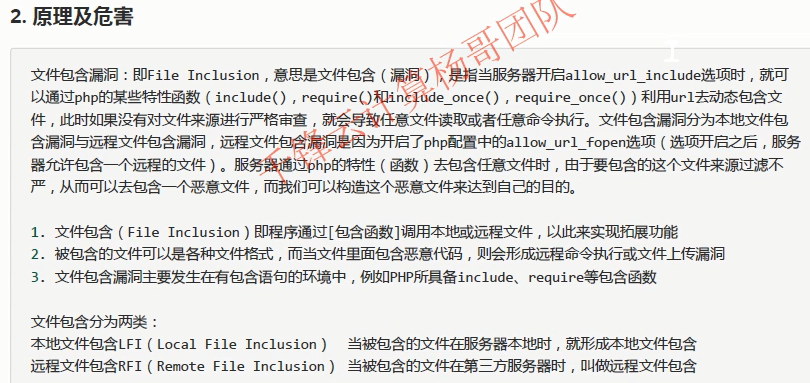 2. 原理及危害
千锋云计算杨哥团队
文件包含漏洞：即File Inclusion，意思是文件包含（漏洞），是指当服务器开启allow_url_include选项时，就可
以通过php的某些特性函数（include()，require()和include_once()，require_once()）利用url去动态包含文
件，此时如果没有对文件来源进行严格审查，就会导致任意文件读取或者任意命令执行。文件包含漏洞分为本地文件包
含漏洞与远程文件包含漏洞，远程文件包含漏洞是因为开启了php配置中的allow_url_fopen选项（选项开启之后，服务
器允许包含一个远程的文件）。服务器通过php的特性（函数）去包含任意文件时，由于要包含的这个文件来源过滤不
严，从而可以去包含一个恶意文件，而我们可以构造这个恶意文件来达到自己的目的。
1. 文件包含（File Inclusion）即程序通过[包含函数]调用本地或远程文件，以此来实现拓展功能
2. 被包含的文件可以是各种文件格式，而当文件里面包含恶意代码，则会形成远程命令执行或文件上传漏洞
3. 文件包含漏洞主要发生在有包含语句的环境中，例如PHP所具备include、require等包含函数
文件包含分为两类：
本地文件包含LFI（Local File Inclusion） 当被包含的文件在服务器本地时，就形成本地文件包含
远程文件包含RFI（Remote File Inclusion） 当被包含的文件在第三方服务器时，叫做远程文件包含